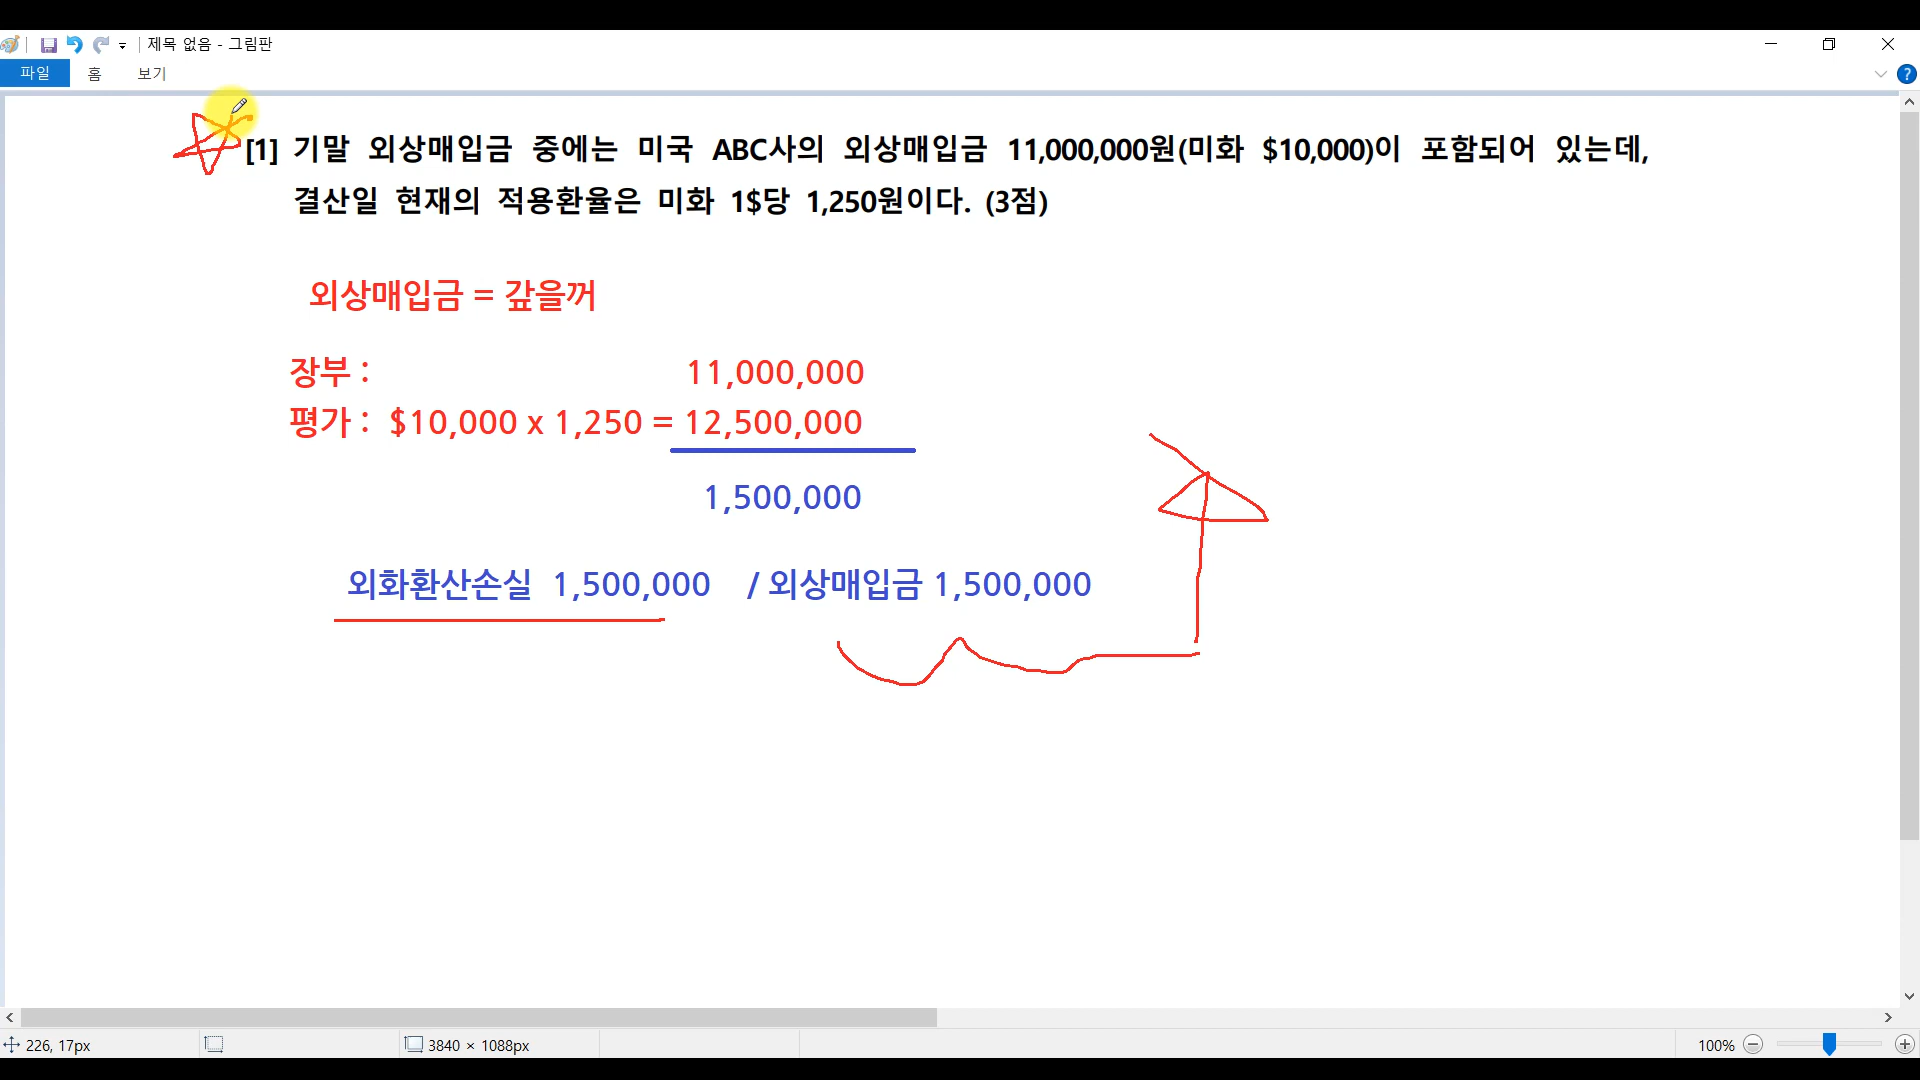 제목 없음 - 그림판
파일 홈 보기
[1] 기말 외상매입금 중에는 미국 ABC사의 외상매입금 11,000,000원(미화 $10,000)이 포함되어 있는데,
결산일 현재의 적용환율은 미화 1$당 1,250원이다. (3점)
외상매입금 = 갚을꺼
장부 : 11,000,000
평가 : $10,000 x 1,250 = 12,500,000
1,500,000
외화환산손실 1,500,000 / 외상매입금 1,500,000
226, 17px 3840 × 1088px 100%